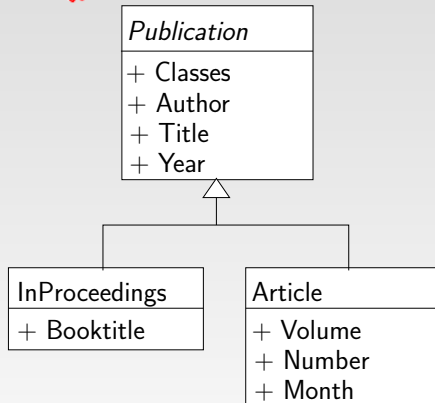 Publication
+ Classes
+ Author
+ Title
+ Year
InProceedings
+ Booktitle
Article
+ Volume
+ Number
+ Month